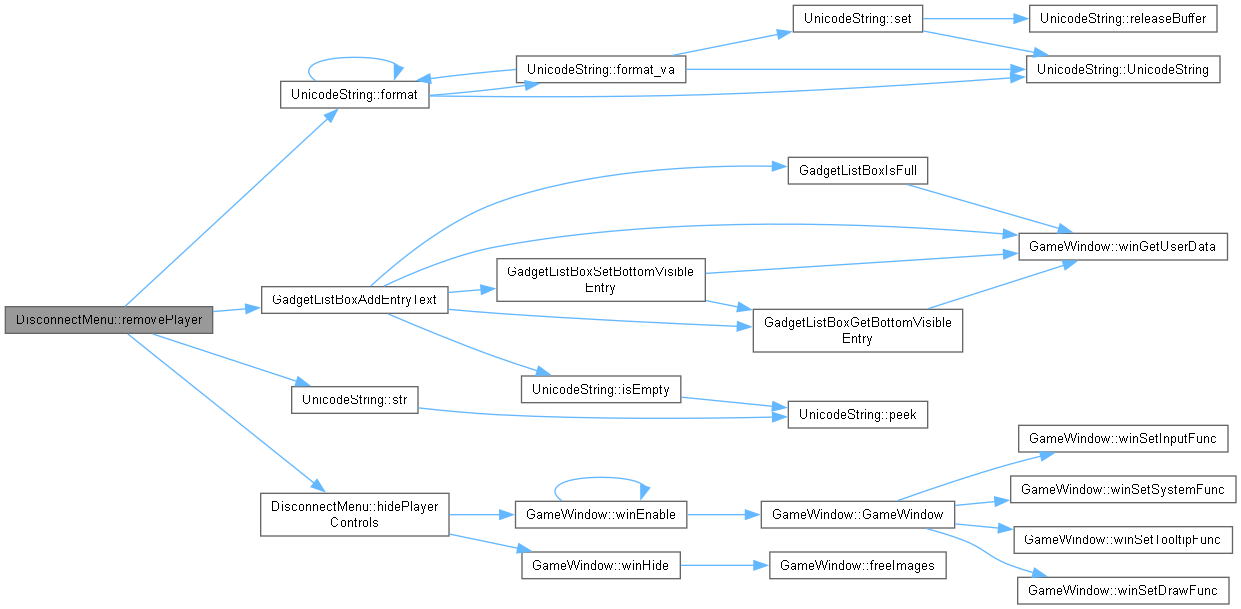 UnicodeString::set
UnicodeString::releaseBuffer
UnicodeString::format_va
UnicodeString::UnicodeString
UnicodeString::format
GadgetListBoxIsFull
GameWindow::winGetUserData
GadgetListBoxSetBottomVisible
Entry
GadgetListBoxAddEntryText
DisconnectMenu::removePlayer
GadgetListBoxGetBottomVisible
Entry
UnicodeString::isEmpty
UnicodeString::str
UnicodeString::peek
GameWindow::winSetInputFunc
GameWindow::winSetSystemFunc
DisconnectMenu::hidePlayer
Controls
GameWindow::winEnable
GameWindow::GameWindow
GameWindow::winSetTooltipFunc
GameWindow::winHide
GameWindow::freeImages
GameWindow::winSetDrawFunc